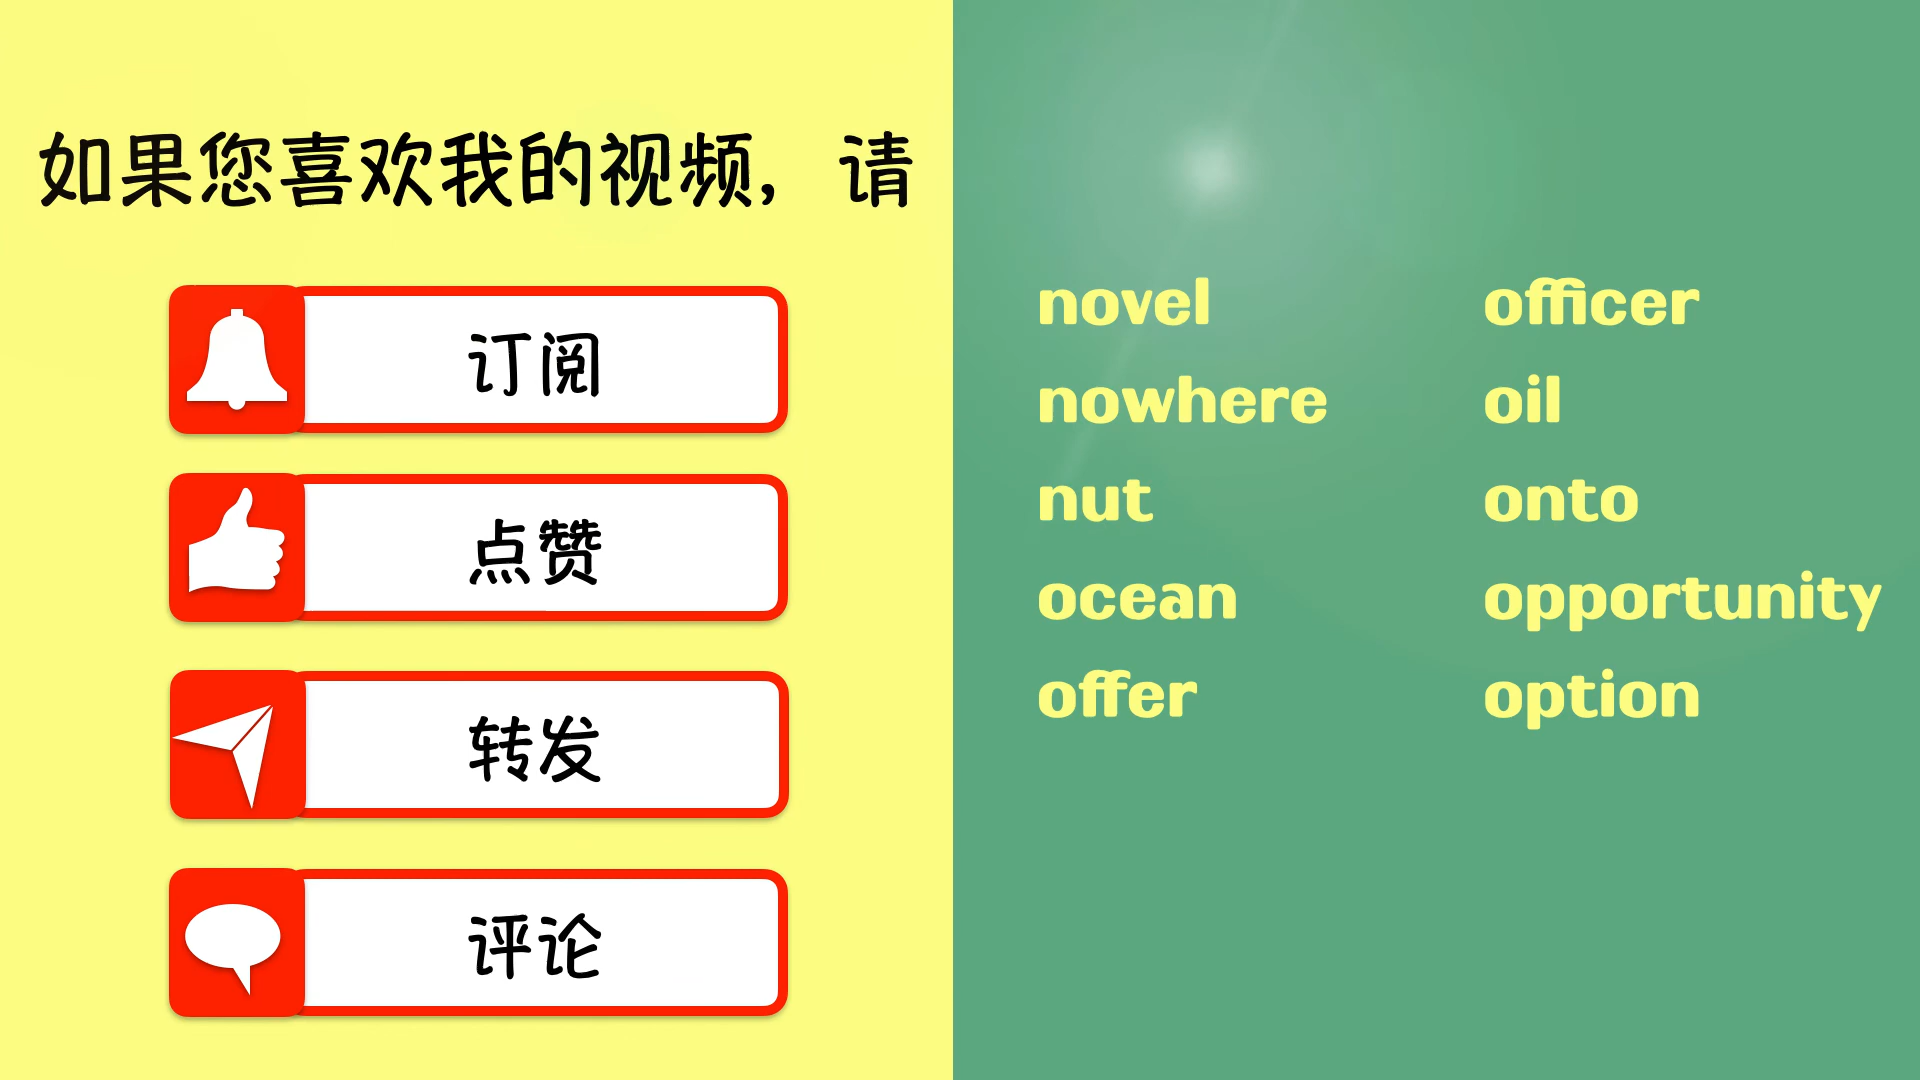 如果您喜欢我的视频，请
订阅
点赞
转发
评论
novel
nowhere
nut
ocean
offer
officer
oil
onto
opportunity
option